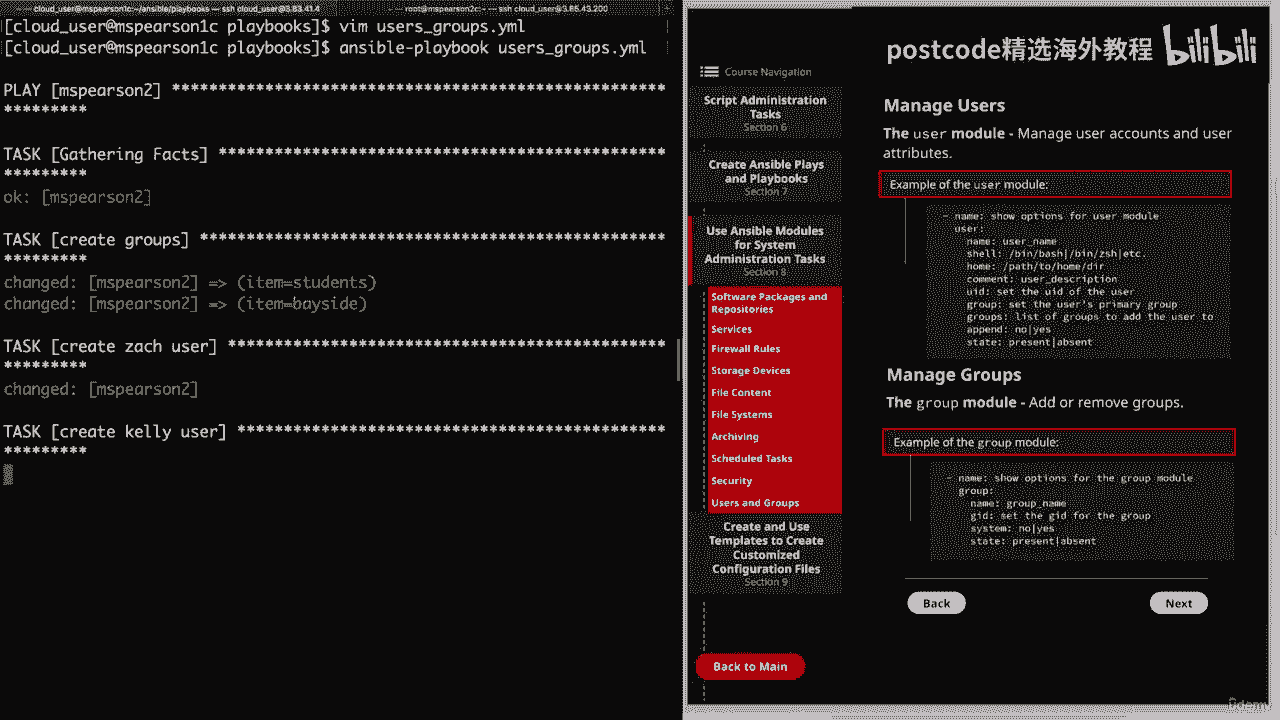 cloud_user@mspearson1c:~/ansible/playbooks — ssh cloud_user@3.83.41.4
- — root@mspearson2c:~ — ssh cloud_user@3.85.43.200
[cloud_user@mspearson1c playbooks]$ vim users_groups.yml
[cloud_user@mspearson1c playbooks]$ ansible-playbook users_groups.yml
PLAY [mspearson2] ***********************************************
*********
TASK [Gathering Facts] ******************************************
*********
ok: [mspearson2]
TASK [create groups] ********************************************
*********
changed: [mspearson2] => (item=students)
changed: [mspearson2] => (item=bayside)
TASK [create zach user] *****************************************
*********
changed: [mspearson2]
TASK [create kelly user] ****************************************
*********
postcode精选海外教程 bilibili
Course Navigation
Script Administration
Tasks
Section 6
Create Ansible Plays
and Playbooks
Section 7
Use Ansible Modules
for System
Administration Tasks
Section 8
Software Packages and
Repositories
Services
Firewall Rules
Storage Devices
File Content
File Systems
Archiving
Scheduled Tasks
Security
Users and Groups
Create and Use
Templates to Create
Customized
Configuration Files
Section 9
Back to Main
Manage Users
The user module - Manage user accounts and user
attributes.
Example of the user module:
- name: show options for user module
user:
name: user_name
shell: /bin/bash|/bin/zsh|etc.
home: /path/to/home/dir
comment: user_description
uid: set the uid of the user
group: set the user's primary group
groups: list of groups to add the user to
append: no|yes
state: present|absent
Manage Groups
The group module - Add or remove groups.
Example of the group module:
- name: show options for the group module
group:
name: group_name
gid: set the gid for the group
system: no|yes
state: present|absent
Back
Next
Udemy